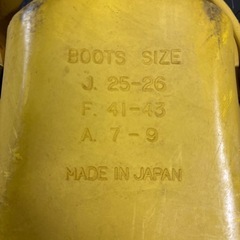 BOOTS SIZE
J. 25-26
F. 41-43
A. 7-9
MADE IN JAPAN